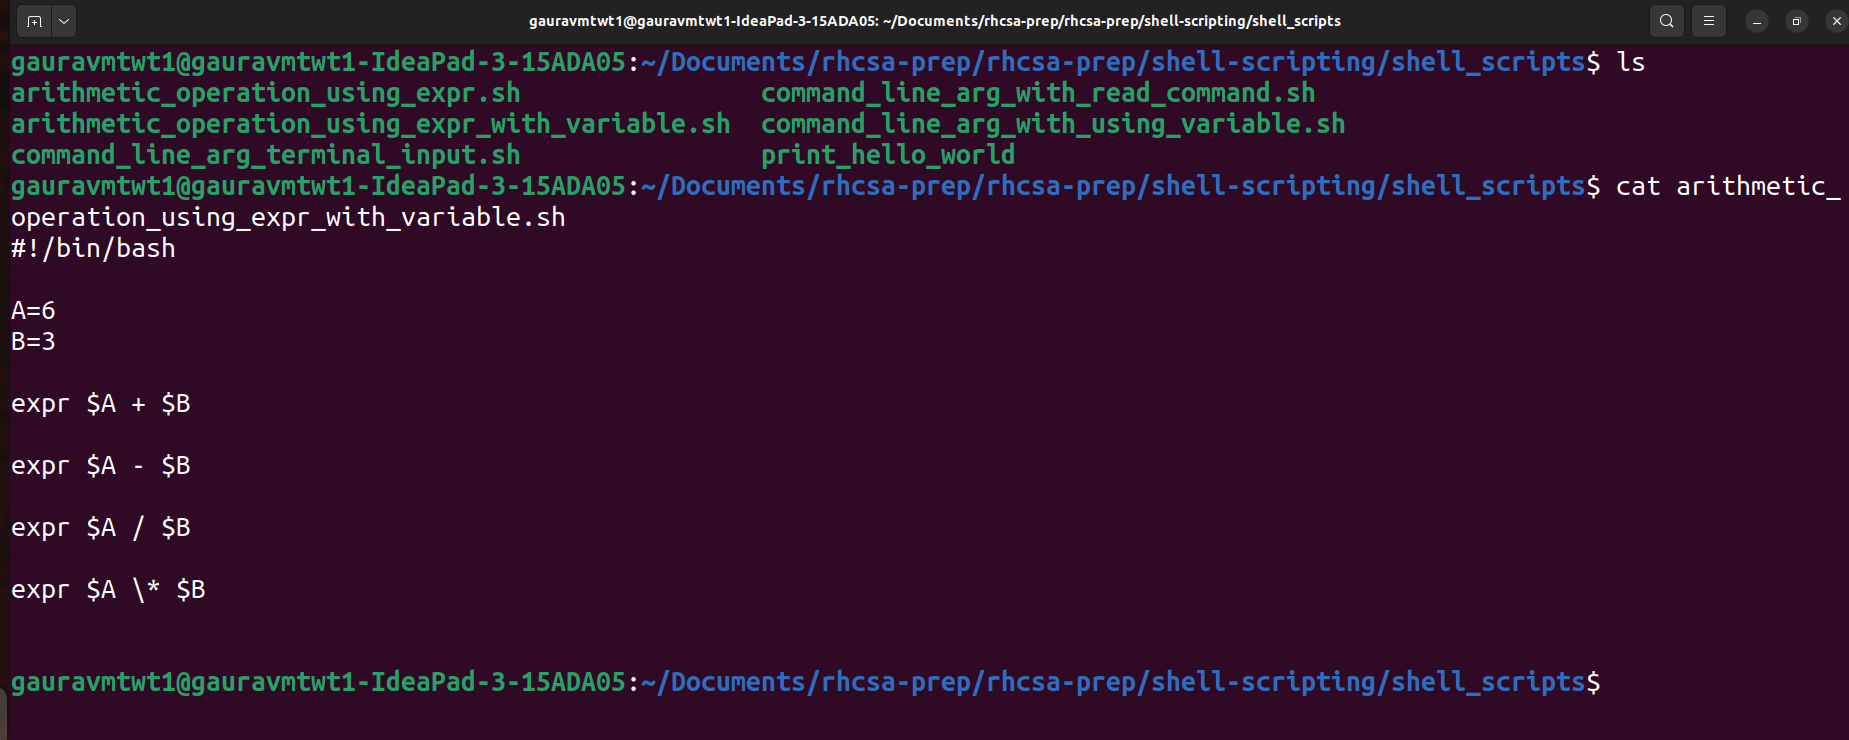 gauravmtwt1@gauravmtwt1-IdeaPad-3-15ADA05: ~/Documents/rhcsa-prep/rhcsa-prep/shell-scripting/shell_scripts
gauravmtwt1@gauravmtwt1-IdeaPad-3-15ADA05:~/Documents/rhcsa-prep/rhcsa-prep/shell-scripting/shell_scripts$ ls
arithmetic_operation_using_expr.sh                command_line_arg_with_read_command.sh
arithmetic_operation_using_expr_with_variable.sh  command_line_arg_with_using_variable.sh
command_line_arg_terminal_input.sh                print_hello_world
gauravmtwt1@gauravmtwt1-IdeaPad-3-15ADA05:~/Documents/rhcsa-prep/rhcsa-prep/shell-scripting/shell_scripts$ cat arithmetic_
operation_using_expr_with_variable.sh
#!/bin/bash
A=6
B=3
expr $A + $B
expr $A - $B
expr $A / $B
expr $A \* $B
gauravmtwt1@gauravmtwt1-IdeaPad-3-15ADA05:~/Documents/rhcsa-prep/rhcsa-prep/shell-scripting/shell_scripts$